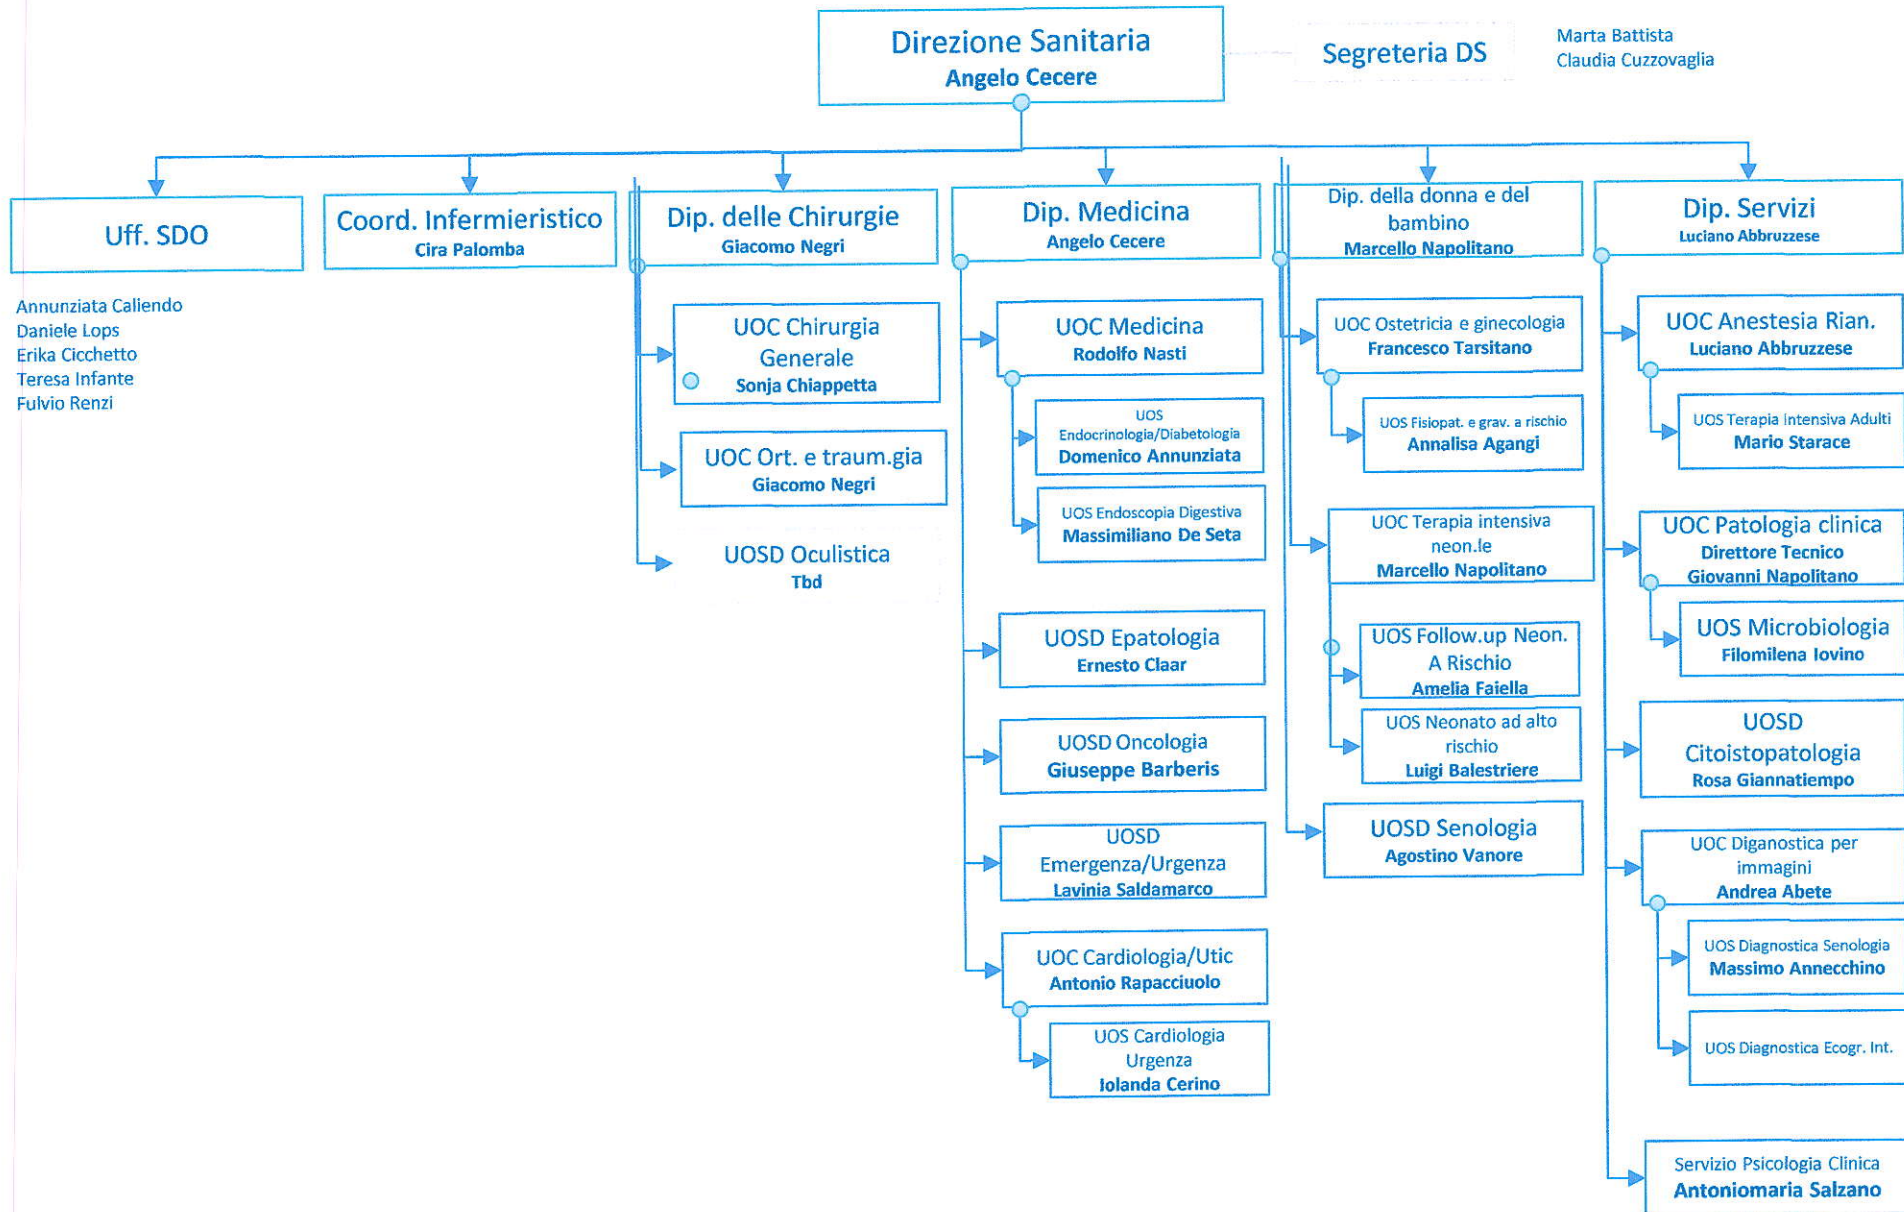 Direzione Sanitaria
Angelo Cecere
Segreteria DS
Marta Battista
Claudia Cuzzovaglia
Uff. SDO
Annunziata Caliendo
Daniele Lops
Erika Cicchetto
Teresa Infante
Fulvio Renzi
Coord. Infermieristico
Cira Palomba
Dip. delle Chirurgie
Giacomo Negri
UOC Chirurgia
Generale
Sonja Chiappetta
UOC Ort. e traum.gia
Giacomo Negri
UOSD Oculistica
Tbd
Dip. Medicina
Angelo Cecere
UOC Medicina
Rodolfo Nasti
UOS
Endocrinologia/Diabetologia
Domenico Annunziata
UOS Endoscopia Digestiva
Massimiliano De Seta
UOSD Epatologia
Ernesto Claar
UOSD Oncologia
Giuseppe Barberis
UOSD
Emergenza/Urgenza
Lavinia Saldamarco
UOC Cardiologia/Utic
Antonio Rapacciuolo
UOS Cardiologia
Urgenza
Iolanda Cerino
Dip. della donna e del
bambino
Marcello Napolitano
UOC Ostetricia e ginecologia
Francesco Tarsitano
UOS Fisiopat. e grav. a rischio
Annalisa Agangi
UOC Terapia intensiva
neon.le
Marcello Napolitano
UOS Follow.up Neon.
A Rischio
Amelia Faiella
UOS Neonato ad alto
rischio
Luigi Balestriere
UOSD Senologia
Agostino Vanore
Dip. Servizi
Luciano Abbruzzese
UOC Anestesia Rian.
Luciano Abbruzzese
UOS Terapia Intensiva Adulti
Mario Starace
UOC Patologia clinica
Direttore Tecnico
Giovanni Napolitano
UOS Microbiologia
Filomilena Iovino
UOSD
Citoistopatologia
Rosa Giannatiempo
UOC Diganostica per
immagini
Andrea Abete
UOS Diagnostica Senologia
Massimo Annecchino
UOS Diagnostica Ecogr. Int.
Servizio Psicologia Clinica
Antoniomaria Salzano